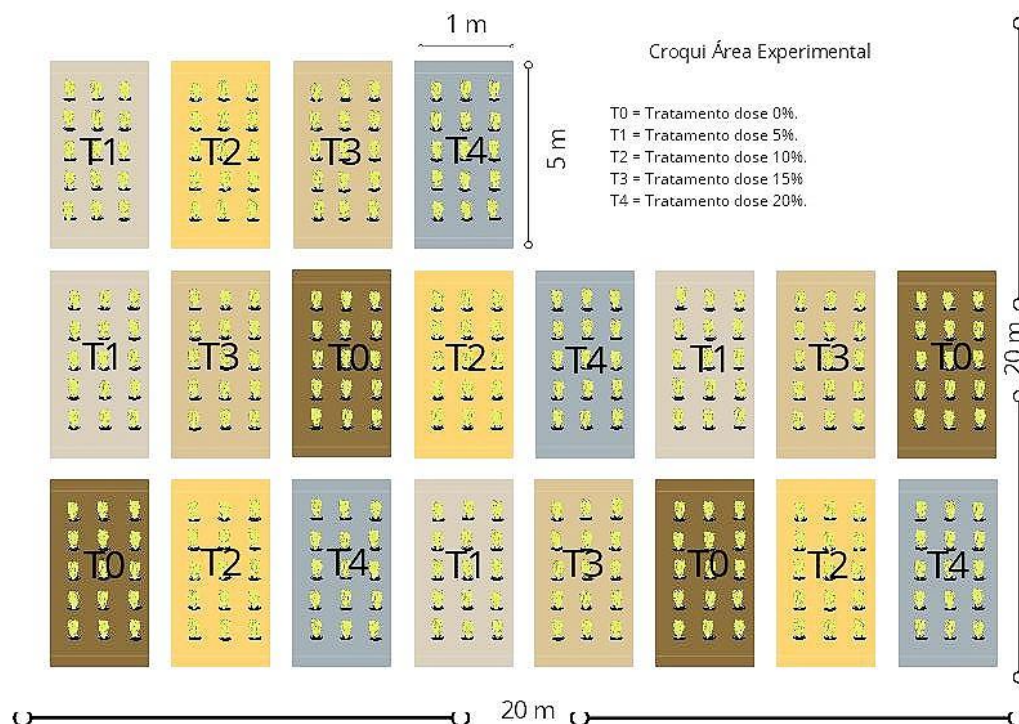 1 m
Croqui Área Experimental
T0 = Tratamento dose 0%.
T1 = Tratamento dose 5%.
T2 = Tratamento dose 10%.
T3 = Tratamento dose 15%
T4 = Tratamento dose 20%.
T1 T2 T3 T4
5 m
T1 T3 T0 T2 T4 T1 T3 T0
20 m
T0 T2 T4 T1 T3 T0 T2 T4
20 m